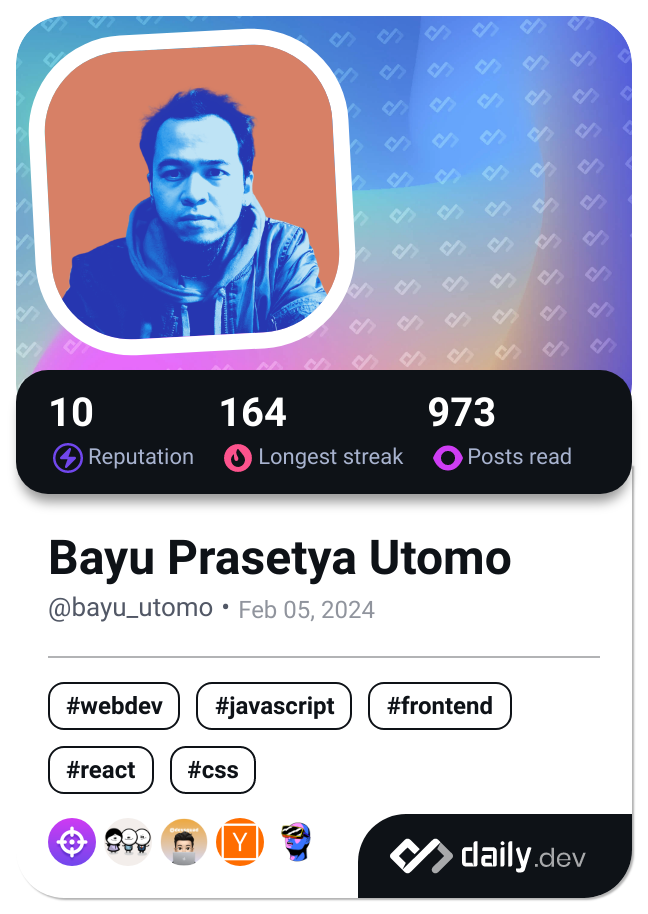 10 164 973
Reputation Longest streak Posts read
Bayu Prasetya Utomo
@bayu_utomo • Feb 05, 2024
#webdev #javascript #frontend
#react #css
Y
daily.dev